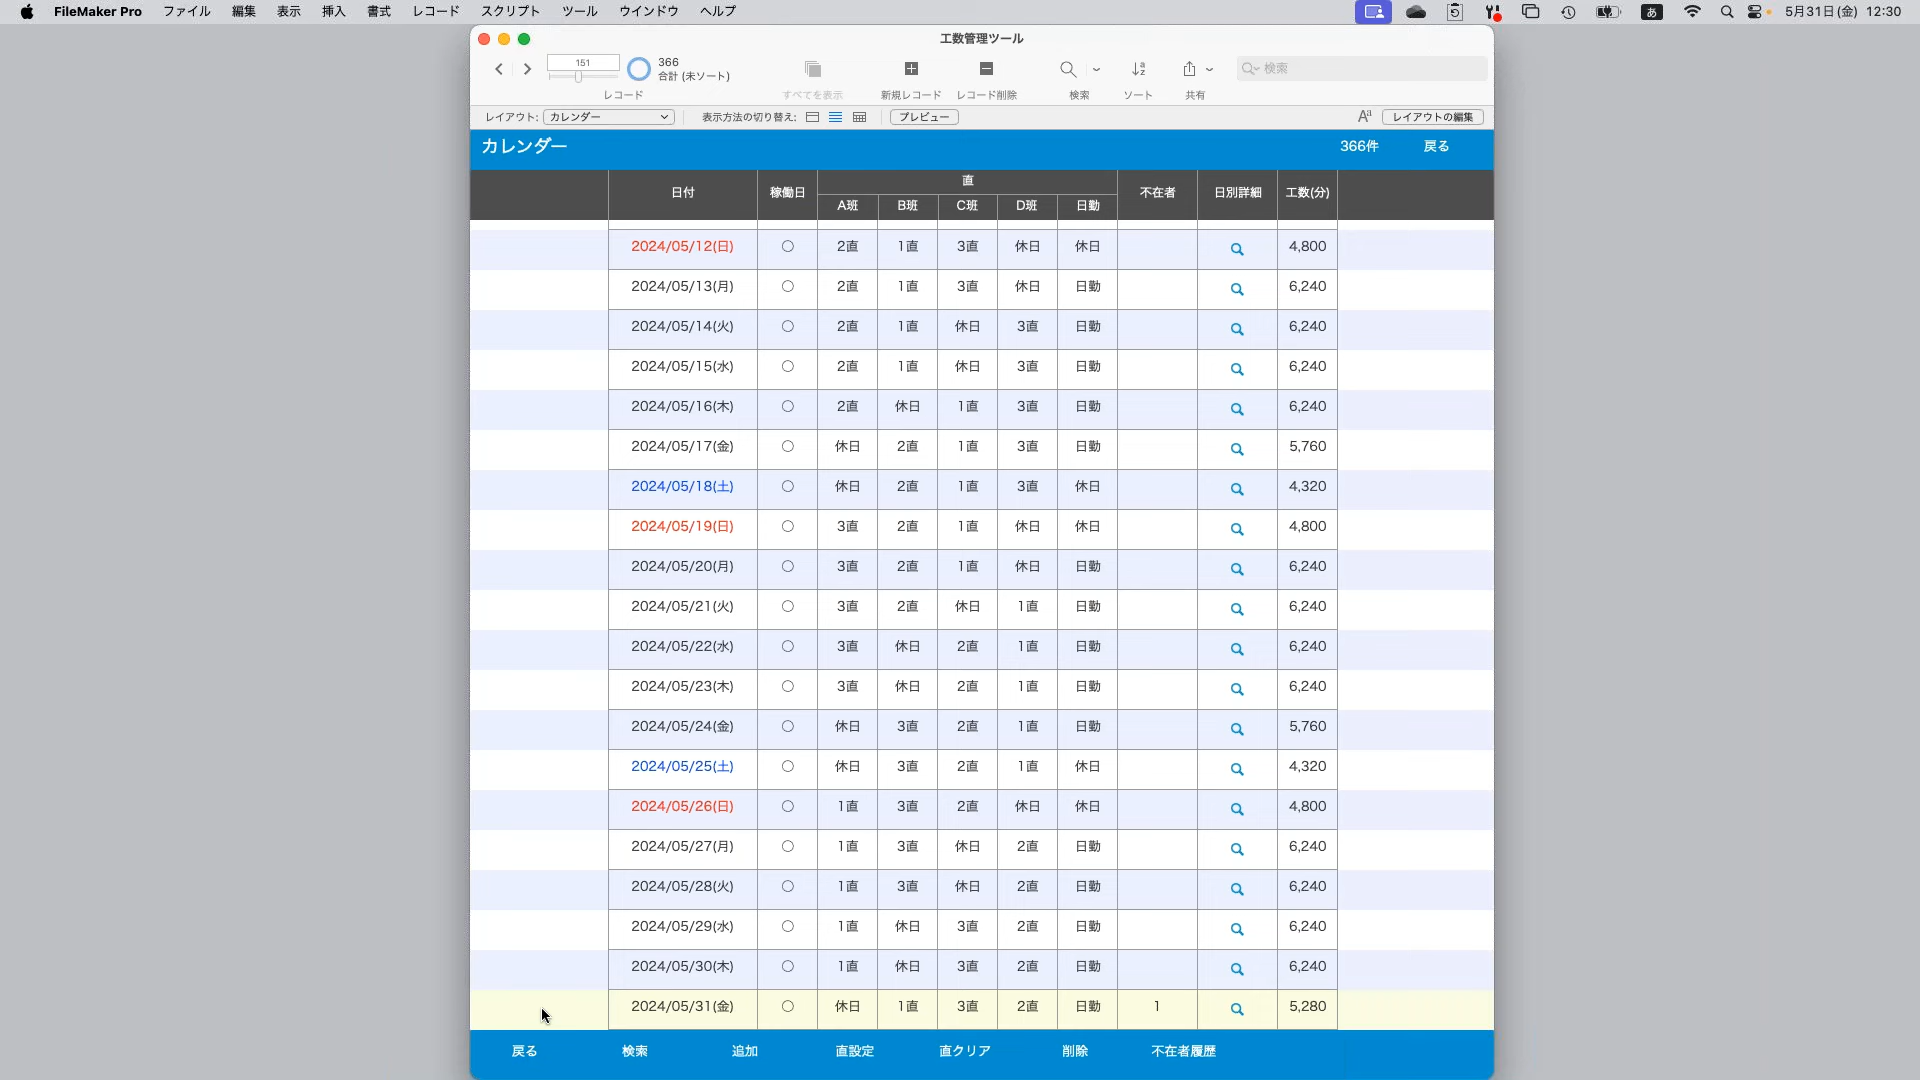 FileMaker Pro ファイル 編集 表示 挿入 書式 レコード スクリプト ツール ウインドウ ヘルプ あ 5月31日(金) 12:30
工数管理ツール
151 366 合計 (未ソート) 検索
レコード すべてを表示 新規レコード レコード削除 検索 ソート 共有
レイアウト: カレンダー 表示方法の切り替え: プレビュー Aa レイアウトの編集
カレンダー 366件 戻る
日付 稼働日 直 不在者 日別詳細 工数(分)
A班 B班 C班 D班 日勤
2024/05/12(日) ○ 2直 1直 3直 休日 休日 4,800
2024/05/13(月) ○ 2直 1直 3直 休日 日勤 6,240
2024/05/14(火) ○ 2直 1直 休日 3直 日勤 6,240
2024/05/15(水) ○ 2直 1直 休日 3直 日勤 6,240
2024/05/16(木) ○ 2直 休日 1直 3直 日勤 6,240
2024/05/17(金) ○ 休日 2直 1直 3直 日勤 5,760
2024/05/18(土) ○ 休日 2直 1直 3直 休日 4,320
2024/05/19(日) ○ 3直 2直 1直 休日 休日 4,800
2024/05/20(月) ○ 3直 2直 1直 休日 日勤 6,240
2024/05/21(火) ○ 3直 2直 休日 1直 日勤 6,240
2024/05/22(水) ○ 3直 休日 2直 1直 日勤 6,240
2024/05/23(木) ○ 3直 休日 2直 1直 日勤 6,240
2024/05/24(金) ○ 休日 3直 2直 1直 日勤 5,760
2024/05/25(土) ○ 休日 3直 2直 1直 休日 4,320
2024/05/26(日) ○ 1直 3直 2直 休日 休日 4,800
2024/05/27(月) ○ 1直 3直 休日 2直 日勤 6,240
2024/05/28(火) ○ 1直 3直 休日 2直 日勤 6,240
2024/05/29(水) ○ 1直 休日 3直 2直 日勤 6,240
2024/05/30(木) ○ 1直 休日 3直 2直 日勤 6,240
2024/05/31(金) ○ 休日 1直 3直 2直 日勤 1 5,280
戻る 検索 追加 直設定 直クリア 削除 不在者履歴